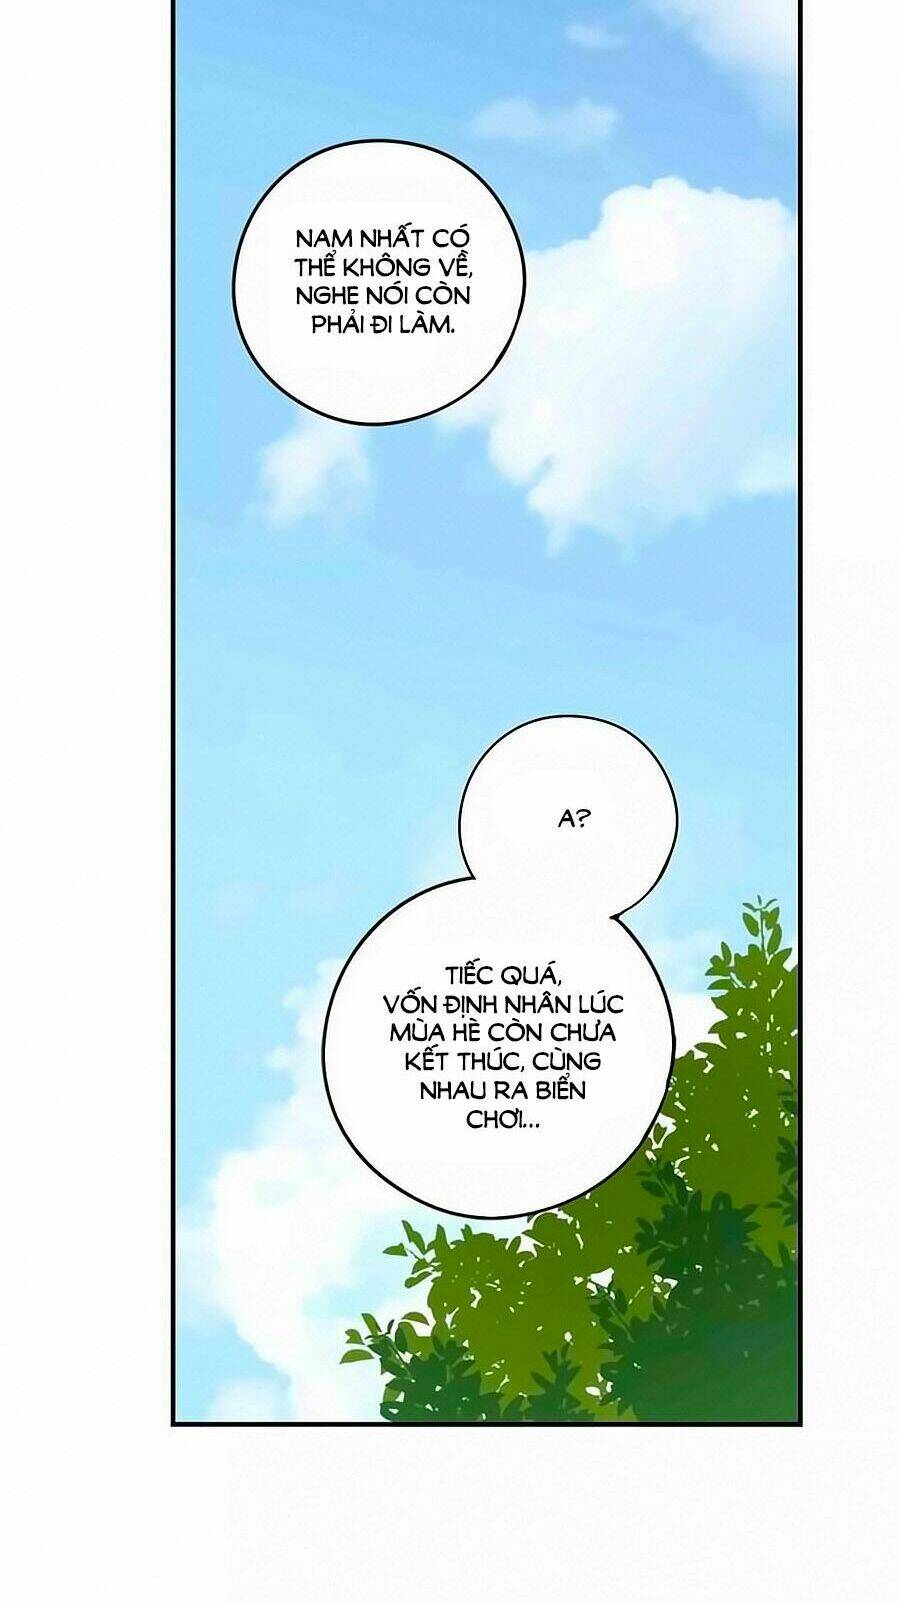 NAM NHẤT CÓ
THỂ KHÔNG VỀ,
NGHE NÓI CÒN
PHẢI ĐI LÀM.
A?
TIẾC QUÁ,
VỐN ĐỊNH NHÂN LÚC
MÙA HÈ CÒN CHƯA
KẾT THÚC, CÙNG
NHAU RA BIỂN
CHƠI...